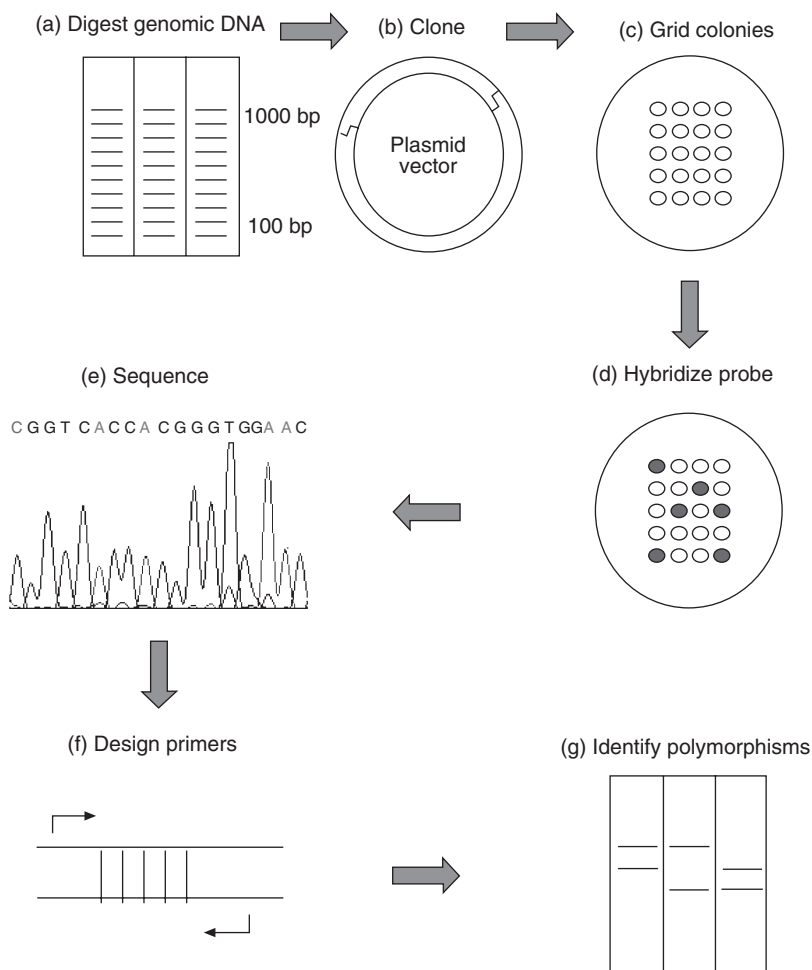 (a) Digest genomic DNA
(b) Clone
(c) Grid colonies
1000 bp
100 bp
Plasmid
vector
(d) Hybridize probe
(e) Sequence
C G G T C A C C A C G G G T G G A A C
(f) Design primers
(g) Identify polymorphisms